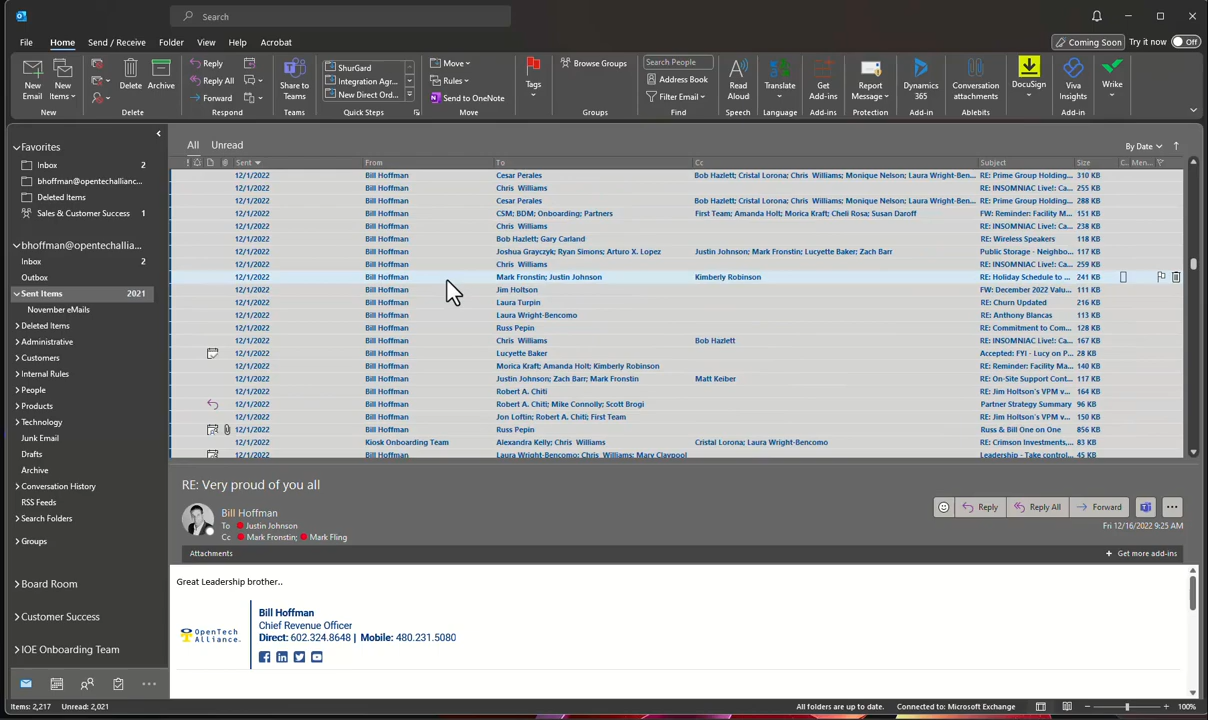 Search
File Home Send / Receive Folder View Help Acrobat
Coming Soon Try it now Off
New Email
New Items
Delete
Archive
Reply
Reply All
Forward
Share to Teams
ShurGard
Integration Agr...
New Direct Ord...
Move
Rules
Send to OneNote
Tags
Browse Groups
Search People
Address Book
Filter Email
Read Aloud
Translate
Get Add-ins
Report Message
Dynamics 365
Conversation attachments
DocuSign
Viva Insights
Write
New Delete Respond Teams Quick Steps Move Groups Find Speech Language Add-ins Protection Add-in Ablebits Add-in
Favorites
Inbox 2
bhoffman@opentechallianc...
Deleted Items
Sales & Customer Success 1
bhoffman@opentechallia...
Inbox 2
Outbox
Sent Items 2021
November eMails
Deleted Items
Administrative
Customers
Internal Rules
People
Products
Technology
Junk Email
Drafts
Archive
Conversation History
RSS Feeds
Search Folders
Groups
Board Room
Customer Success
IOE Onboarding Team
All Unread By Date
! Sent From To Cc Subject Size C.. Men...
12/1/2022 Bill Hoffman Cesar Perales Bob Hazlett; Cristal Lorona; Chris Williams; Monique Nelson; Laura Wright-Ben... RE: Prime Group Holding... 310 KB
12/1/2022 Bill Hoffman Chris Williams RE: INSOMNIAC Live!: Ca... 255 KB
12/1/2022 Bill Hoffman Cesar Perales Bob Hazlett; Cristal Lorona; Chris Williams; Monique Nelson; Laura Wright-Ben... RE: Prime Group Holding... 288 KB
12/1/2022 Bill Hoffman CSM; BDM; Onboarding; Partners First Team; Amanda Holt; Morica Kraft; Cheli Rosa; Susan Daroff FW: Reminder: Facility M... 151 KB
12/1/2022 Bill Hoffman Chris Williams RE: INSOMNIAC Live!: Ca... 238 KB
12/1/2022 Bill Hoffman Bob Hazlett; Gary Carland RE: Wireless Speakers 118 KB
12/1/2022 Bill Hoffman Joshua Grayczyk; Ryan Simons; Arturo X. Lopez Justin Johnson; Mark Fronstin; Lucyette Baker; Zach Barr Public Storage - Neighbo... 118 KB
12/1/2022 Bill Hoffman Chris Williams RE: INSOMNIAC Live!: Ca... 259 KB
12/1/2022 Bill Hoffman Mark Fronstin; Justin Johnson Kimberly Robinson RE: Holiday Schedule to ... 241 KB
12/1/2022 Bill Hoffman Jim Holtson FW: December 2022 Valu... 111 KB
12/1/2022 Bill Hoffman Laura Turpin RE: Churn Updated 216 KB
12/1/2022 Bill Hoffman Laura Wright-Bencomo RE: Anthony Blancas 113 KB
12/1/2022 Bill Hoffman Russ Pepin RE: Commitment to Com... 128 KB
12/1/2022 Bill Hoffman Chris Williams Bob Hazlett RE: INSOMNIAC Live!: Ca... 167 KB
12/1/2022 Bill Hoffman Lucyette Baker Accepted: FYI - Lucy on P... 28 KB
12/1/2022 Bill Hoffman Morica Kraft; Amanda Holt; Kimberly Robinson RE: Reminder: Facility Ma... 140 KB
12/1/2022 Bill Hoffman Justin Johnson; Zach Barr; Mark Fronstin Matt Keiber RE: On-Site Support Cont... 117 KB
12/1/2022 Bill Hoffman Robert A. Chiti RE: Jim Holtson's VPM v... 164 KB
12/1/2022 Bill Hoffman Robert A. Chiti; Mike Connolly; Scott Brogi Partner Strategy Summary 96 KB
12/1/2022 Bill Hoffman Jon Loftin; Robert A. Chiti; First Team RE: Jim Holtson's VPM v... 150 KB
12/1/2022 Bill Hoffman Russ Pepin Russ & Bill One on One 856 KB
12/1/2022 Kiosk Onboarding Team Alexandra Kelly; Chris Williams Cristal Lorona; Laura Wright-Bencomo RE: Crimson Investments,... 83 KB
12/1/2022 Bill Hoffman Laura Wright-Bencomo; Chris Williams; Mary Claypool Leadership - Take control... 45 KB
RE: Very proud of you all
Bill Hoffman
To Justin Johnson
Cc Mark Fronstin; Mark Fling
Reply Reply All Forward
Fri 12/16/2022 9:25 AM
Attachments + Get more add-ins
Great Leadership brother..
OpenTech Alliance.
Bill Hoffman
Chief Revenue Officer
Direct: 602.324.8648 | Mobile: 480.231.5080
Items: 2,217 Unread: 2,021 All folders are up to date. Connected to: Microsoft Exchange 100%